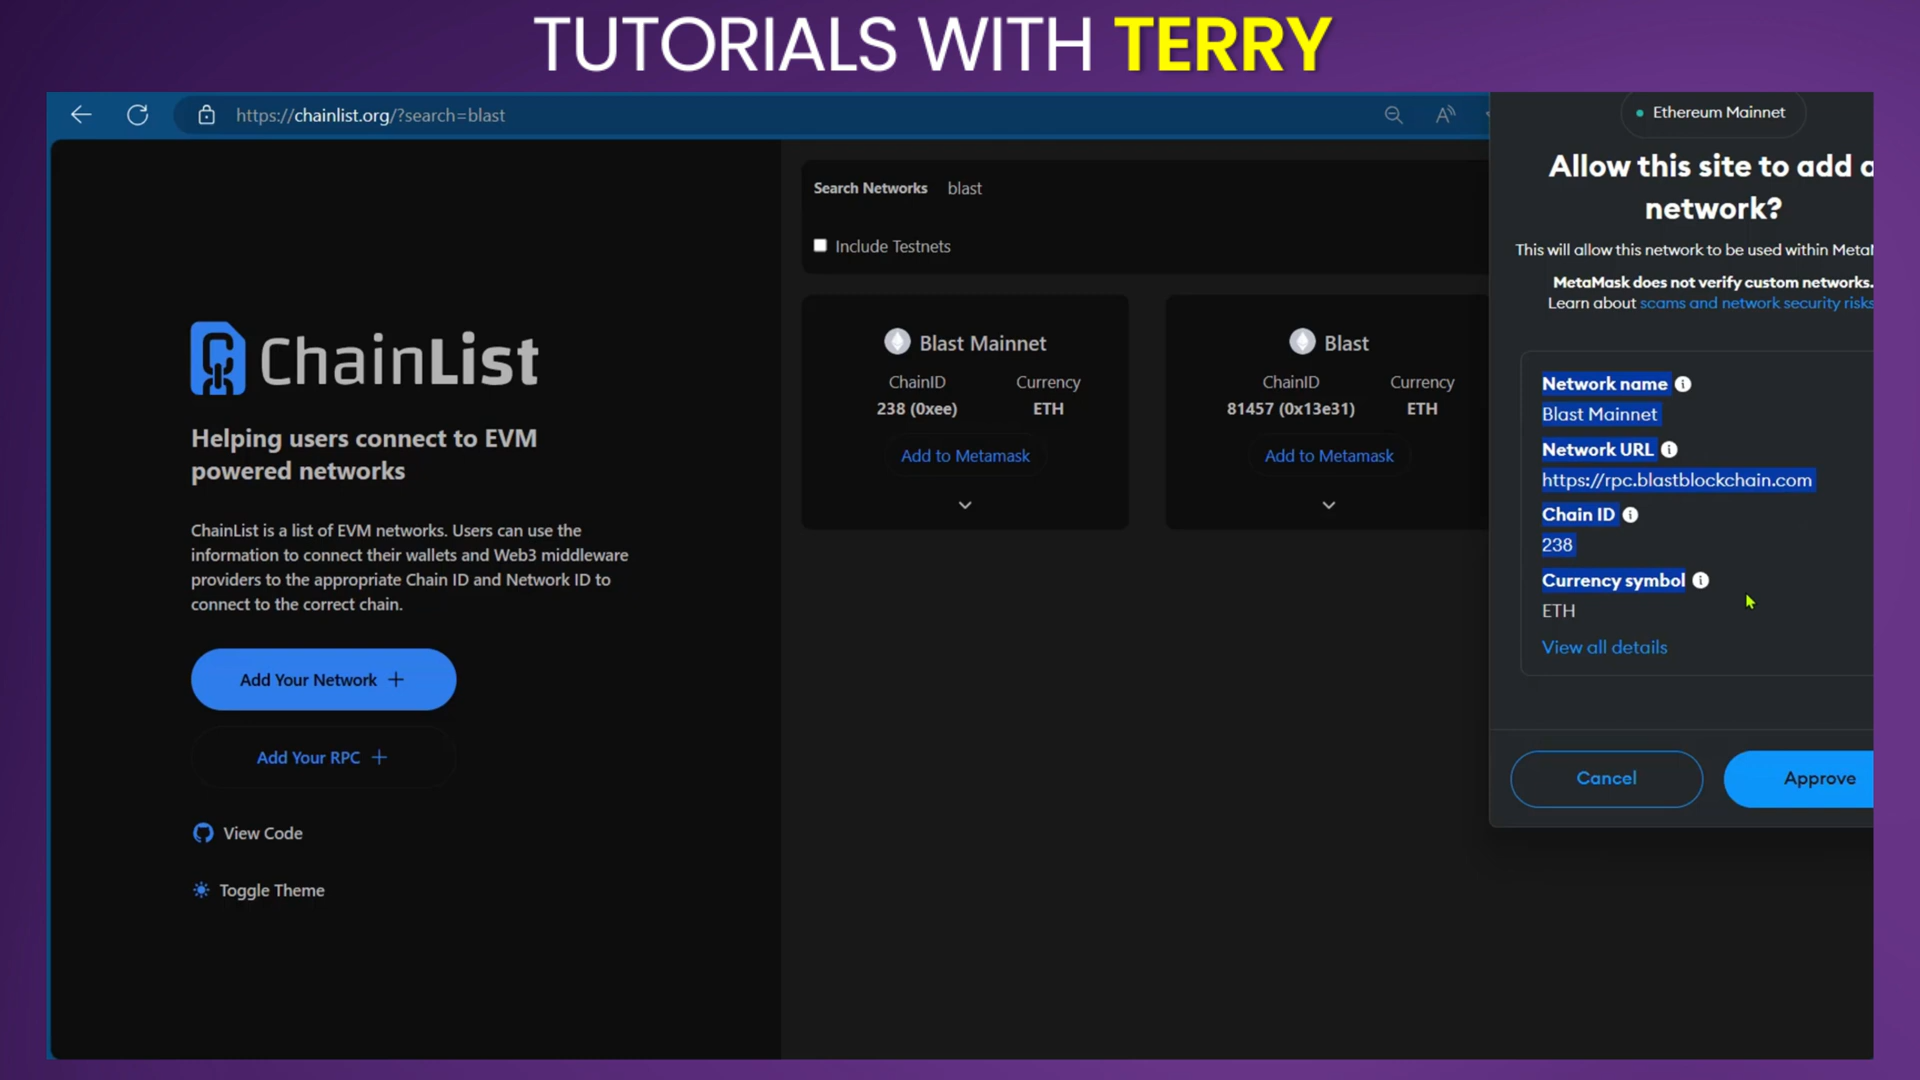 TUTORIALS WITH TERRY
https://chainlist.org/?search=blast
ChainList
Helping users connect to EVM
powered networks
ChainList is a list of EVM networks. Users can use the
information to connect their wallets and Web3 middleware
providers to the appropriate Chain ID and Network ID to
connect to the correct chain.
Add Your Network +
Add Your RPC +
View Code
Toggle Theme
Search Networks blast
Include Testnets
Blast Mainnet
ChainID Currency
238 (0xee) ETH
Add to Metamask
Blast
ChainID Currency
81457 (0x13e31) ETH
Add to Metamask
Ethereum Mainnet
Allow this site to add a
network?
This will allow this network to be used within Meta
MetaMask does not verify custom networks.
Learn about scams and network security risks
Network name
Blast Mainnet
Network URL
https://rpc.blastblockchain.com
Chain ID
238
Currency symbol
ETH
View all details
Cancel Approve